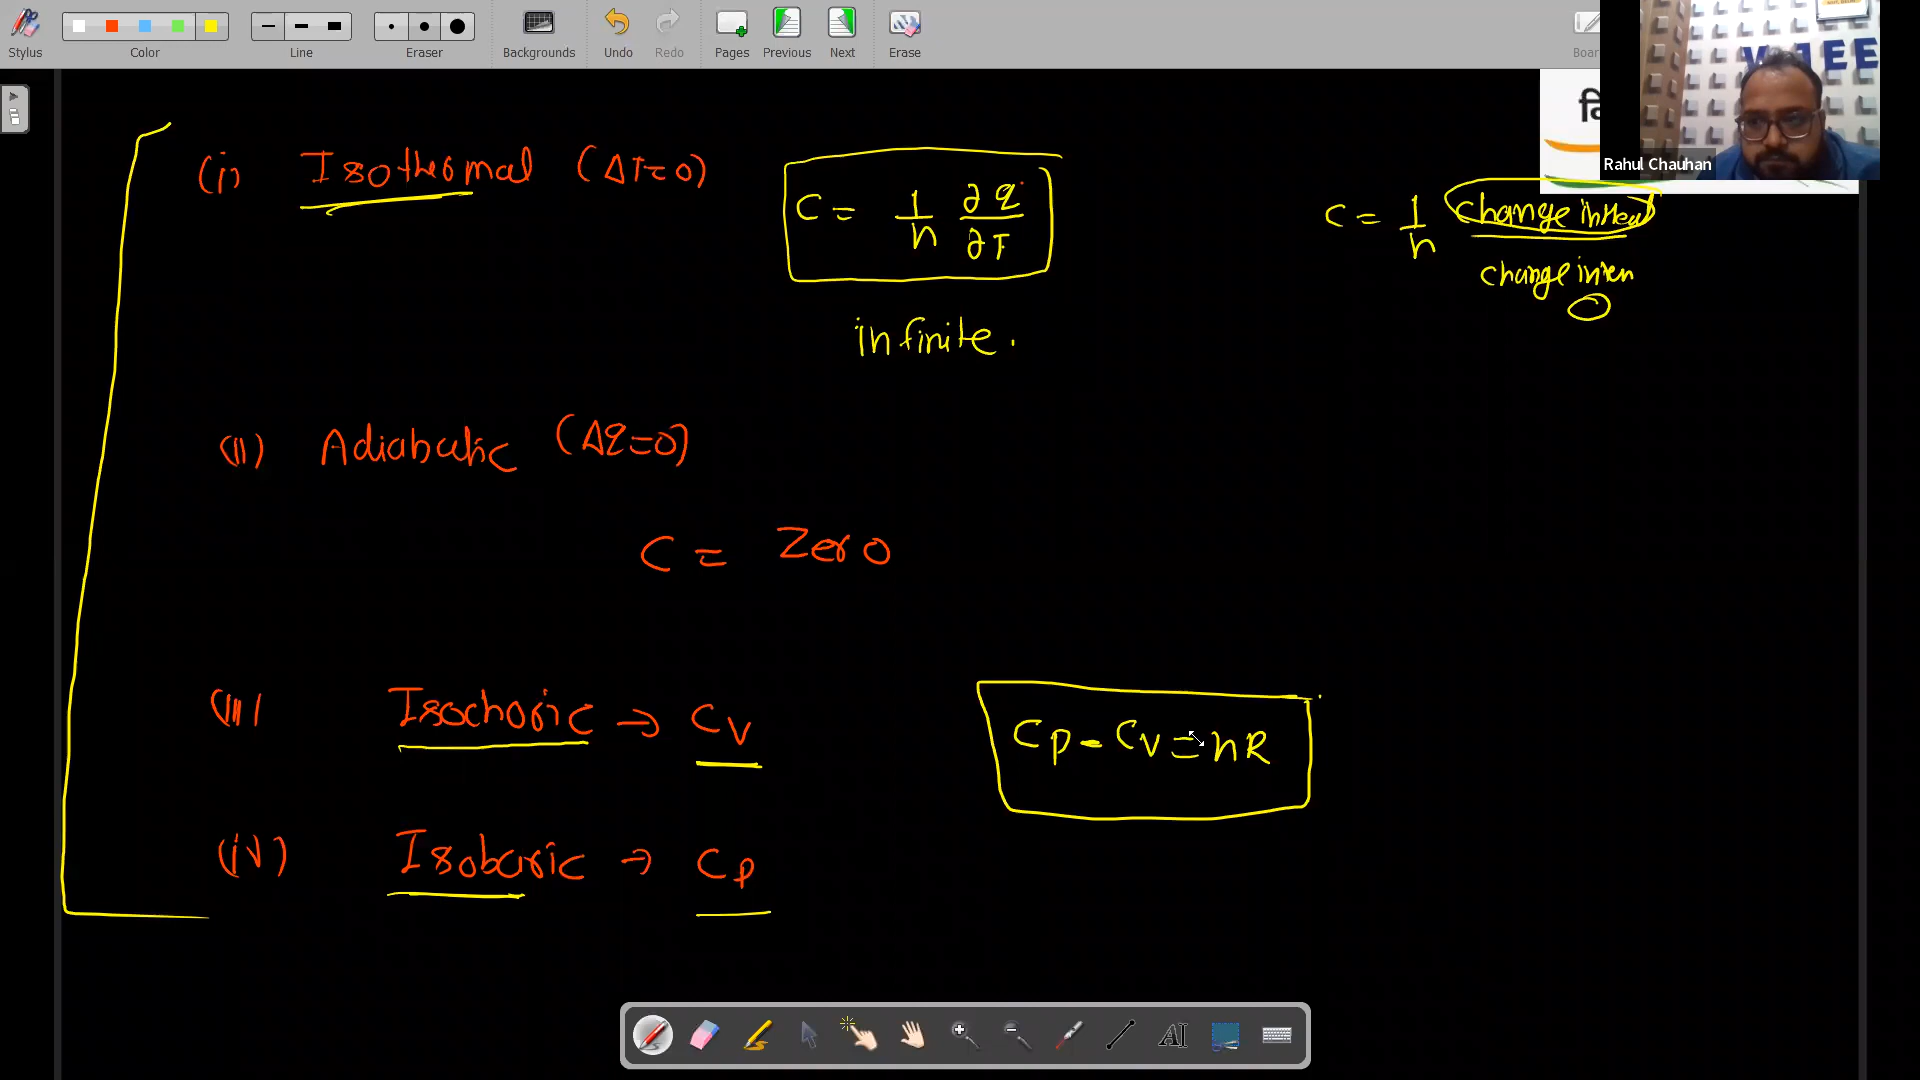 Stylus Color Line Eraser Backgrounds Undo Redo Pages Previous Next Erase
Rahul Chauhan
(i) Isothermal (ΔT=0)
C = 1/n ∂q/∂T
infinite.
C = 1/n change in Heat / change in tem
(ii) Adiabatic (Δq=0)
C = Zero
(iii) Isochoric → Cv
Cp - Cv = nR
(iv) Isobaric → Cp